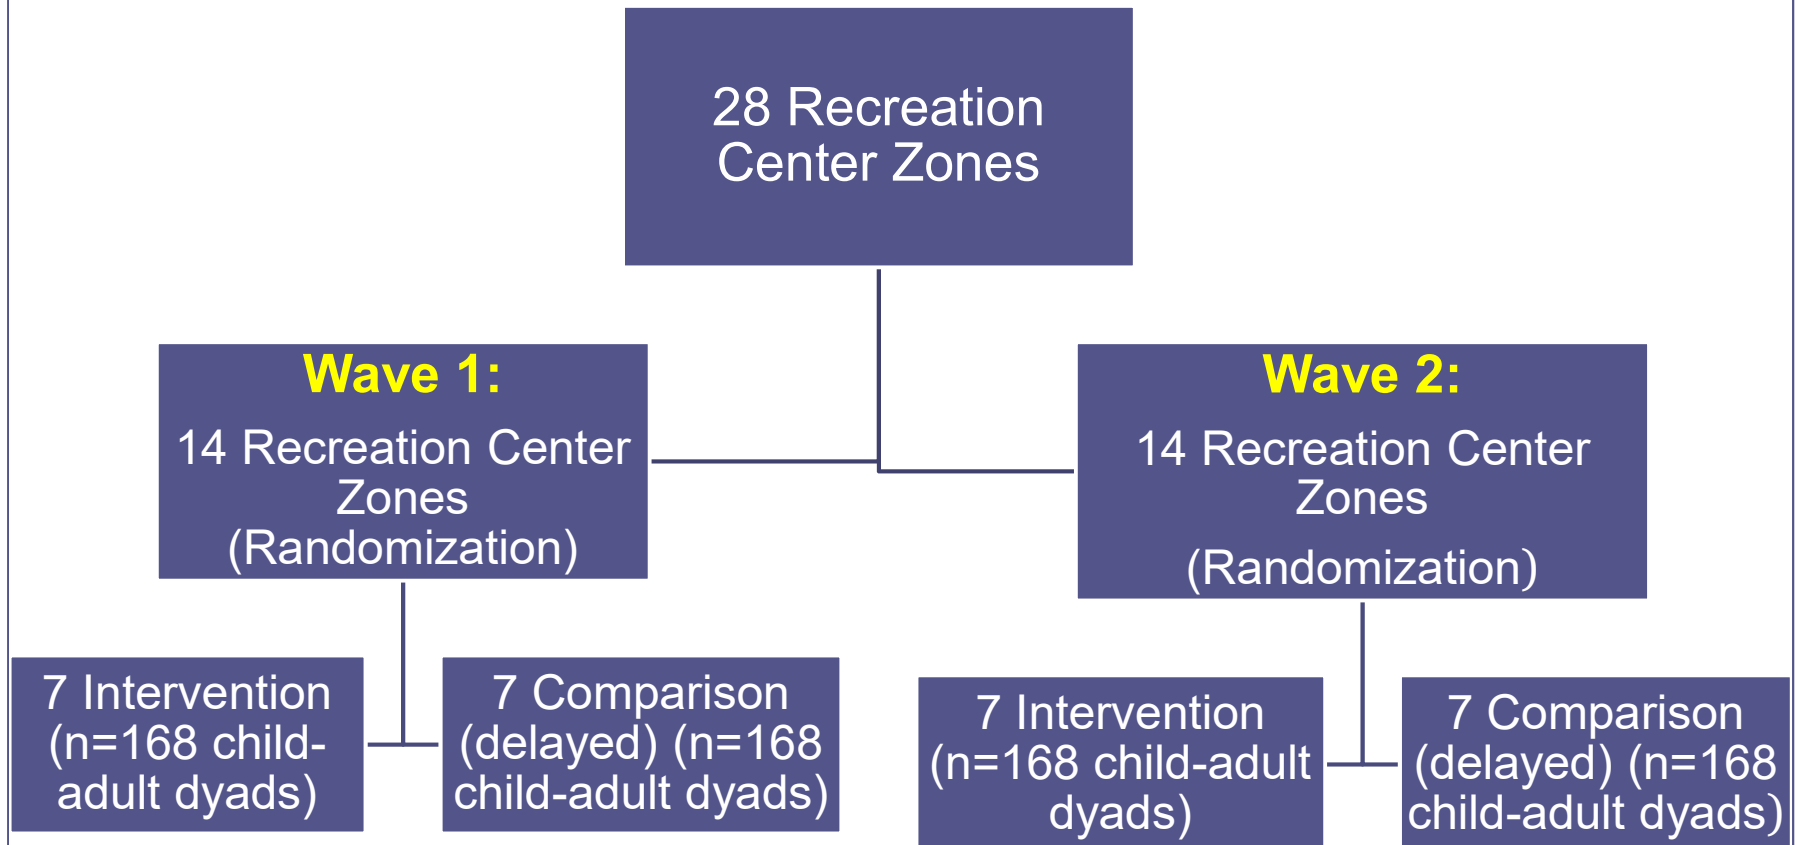 28 Recreation
Center Zones
Wave 1:
14 Recreation Center
Zones
(Randomization)
Wave 2:
14 Recreation Center
Zones
(Randomization)
7 Intervention
(n=168 child-
adult dyads)
7 Comparison
(delayed) (n=168
child-adult dyads)
7 Intervention
(n=168 child-adult
dyads)
7 Comparison
(delayed) (n=168
child-adult dyads)